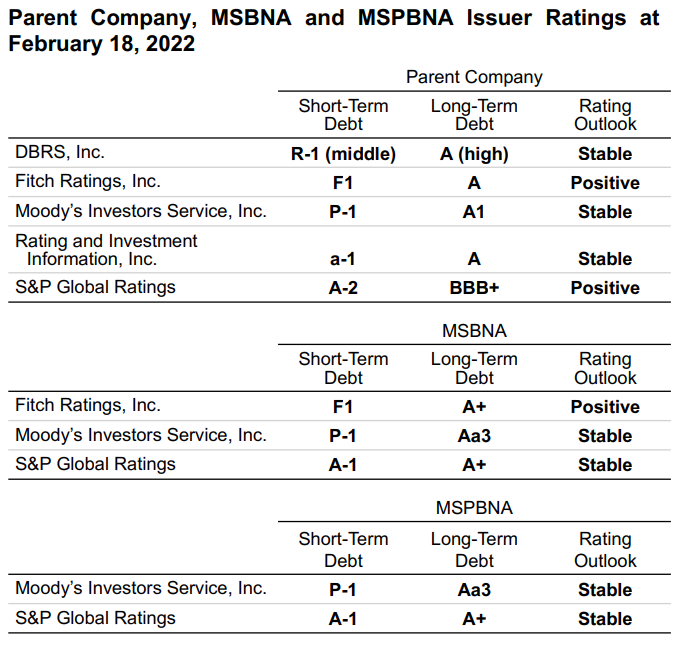 Parent Company, MSBNA and MSPBNA Issuer Ratings at
February 18, 2022
Parent Company
Short-Term Debt Long-Term Debt Rating Outlook
DBRS, Inc. R-1 (middle) A (high) Stable
Fitch Ratings, Inc. F1 A Positive
Moody's Investors Service, Inc. P-1 A1 Stable
Rating and Investment
Information, Inc. a-1 A Stable
S&P Global Ratings A-2 BBB+ Positive
MSBNA
Short-Term Debt Long-Term Debt Rating Outlook
Fitch Ratings, Inc. F1 A+ Positive
Moody's Investors Service, Inc. P-1 Aa3 Stable
S&P Global Ratings A-1 A+ Stable
MSPBNA
Short-Term Debt Long-Term Debt Rating Outlook
Moody's Investors Service, Inc. P-1 Aa3 Stable
S&P Global Ratings A-1 A+ Stable